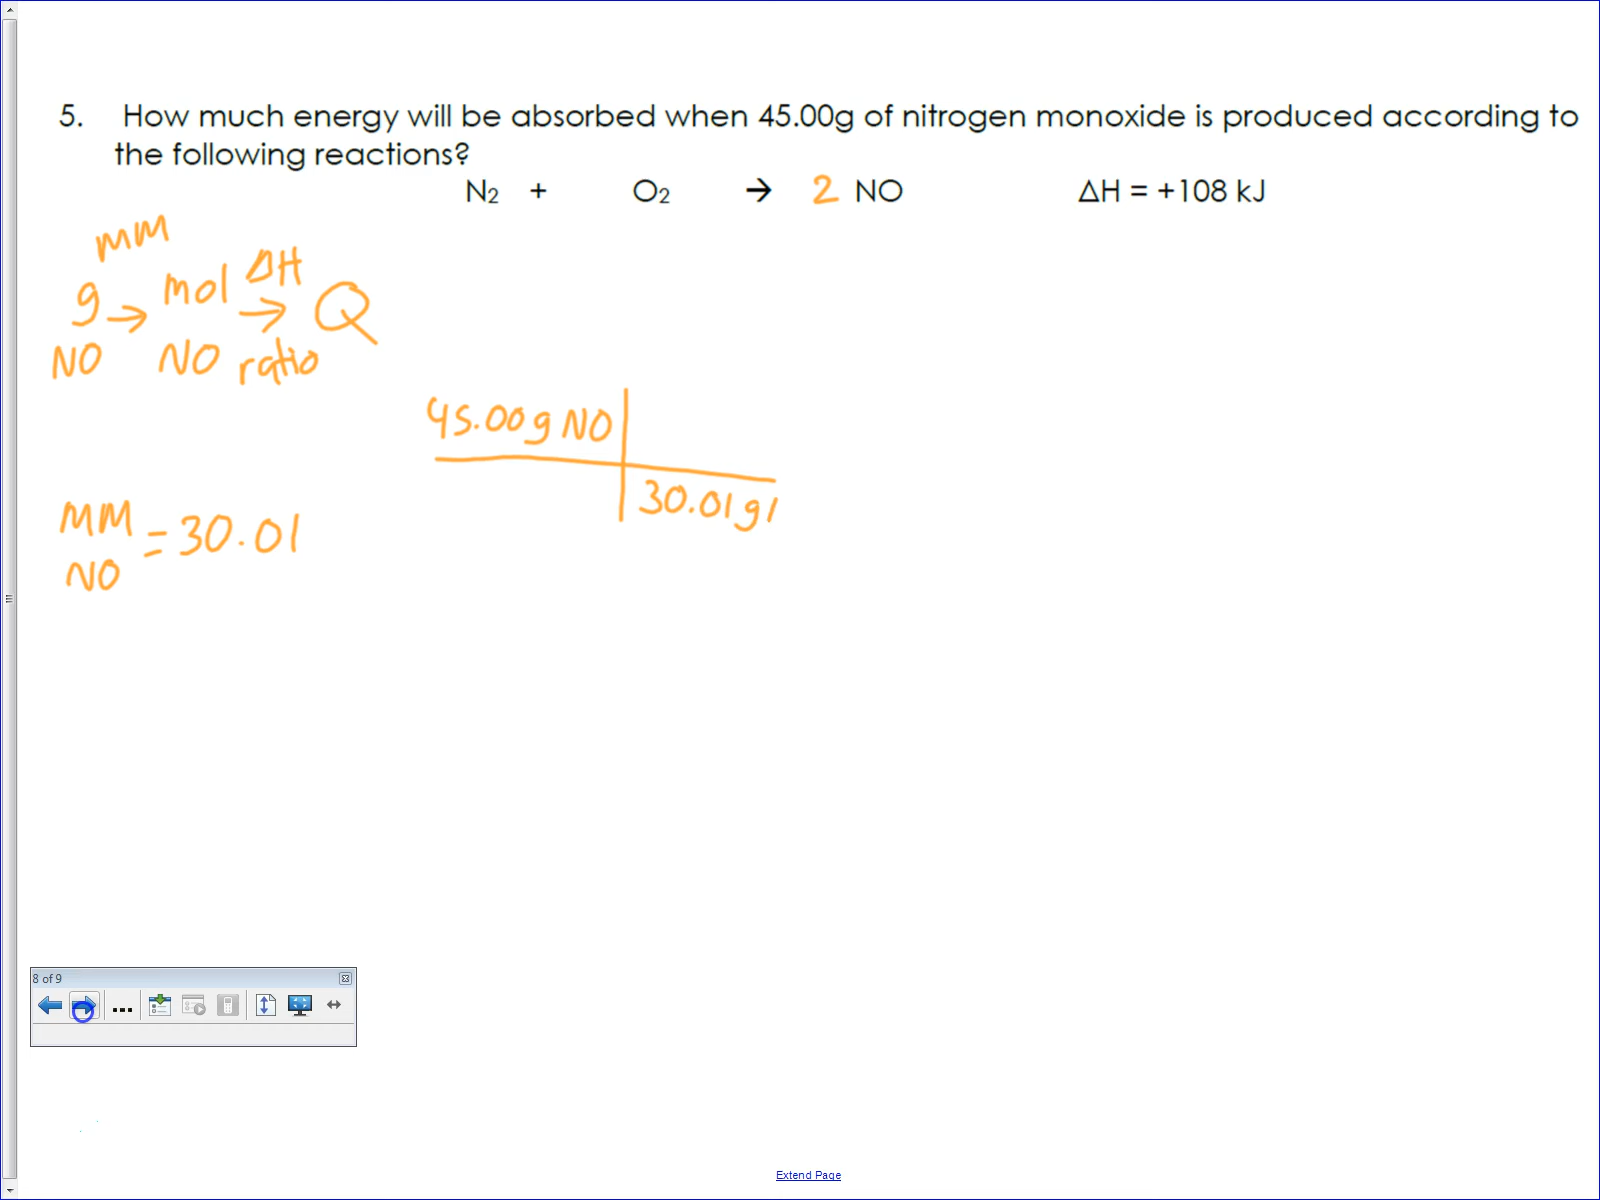 5. How much energy will be absorbed when 45.00g of nitrogen monoxide is produced according to
the following reactions?
N₂ + O₂ → 2 NO ΔH = +108 kJ
MM
g → mol ΔH → Q
NO NO ratio
45.00g NO
30.01g
MM = 30.01
NO
8 of 9
...
Extend Page